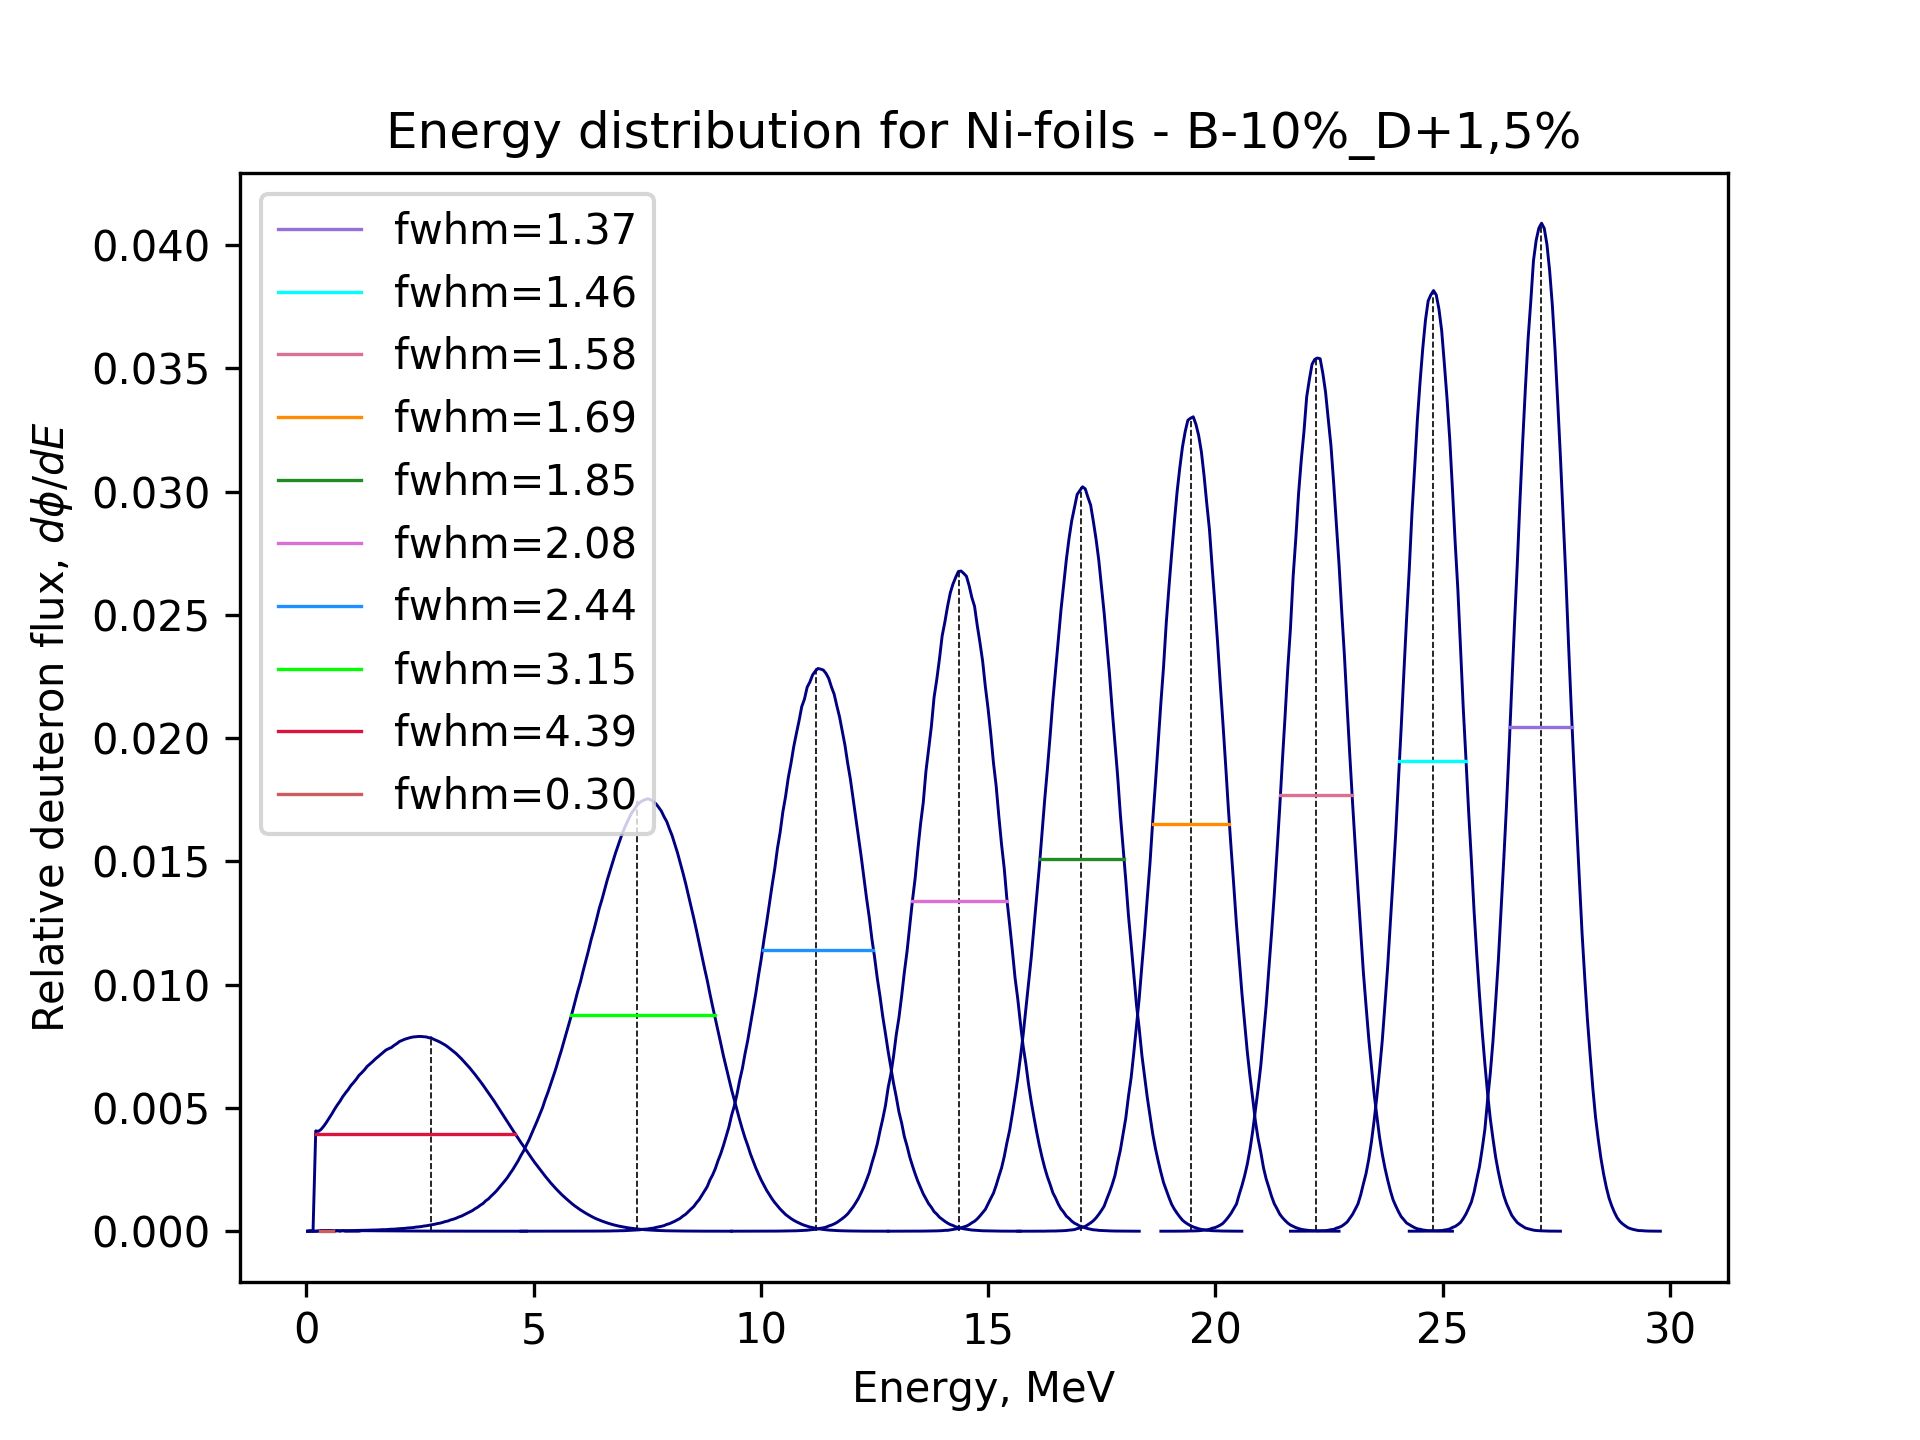 Energy distribution for Ni-foils - B-10%_D+1,5%
fwhm=1.37
fwhm=1.46
fwhm=1.58
fwhm=1.69
fwhm=1.85
fwhm=2.08
fwhm=2.44
fwhm=3.15
fwhm=4.39
fwhm=0.30
Relative deuteron flux, dϕ/dE
0.040
0.035
0.030
0.025
0.020
0.015
0.010
0.005
0.000
0 5 10 15 20 25 30
Energy, MeV